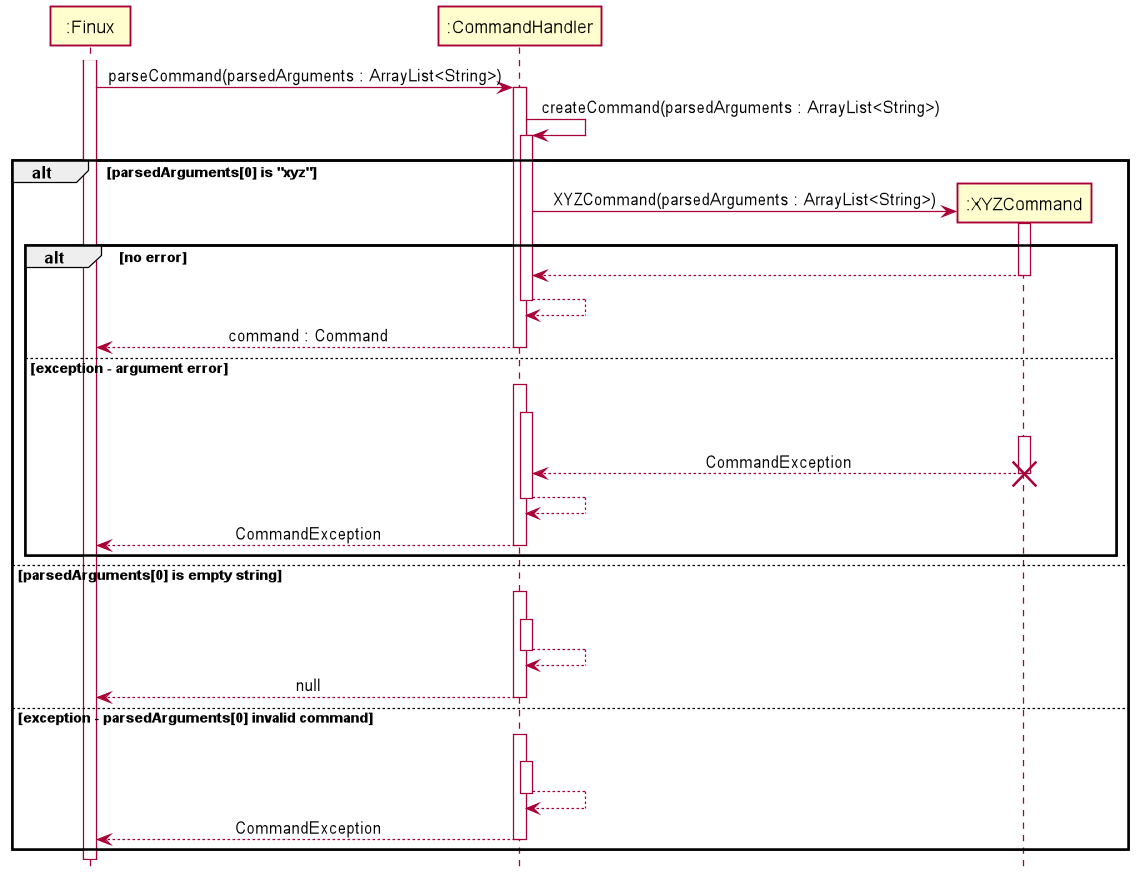 :Finux
:CommandHandler
parseCommand(parsedArguments : ArrayList<String>)
createCommand(parsedArguments : ArrayList<String>)
alt
[parsedArguments[0] is "xyz"]
XYZCommand(parsedArguments : ArrayList<String>)
:XYZCommand
alt
[no error]
command : Command
[exception - argument error]
CommandException
CommandException
[parsedArguments[0] is empty string]
null
[exception - parsedArguments[0] invalid command]
CommandException